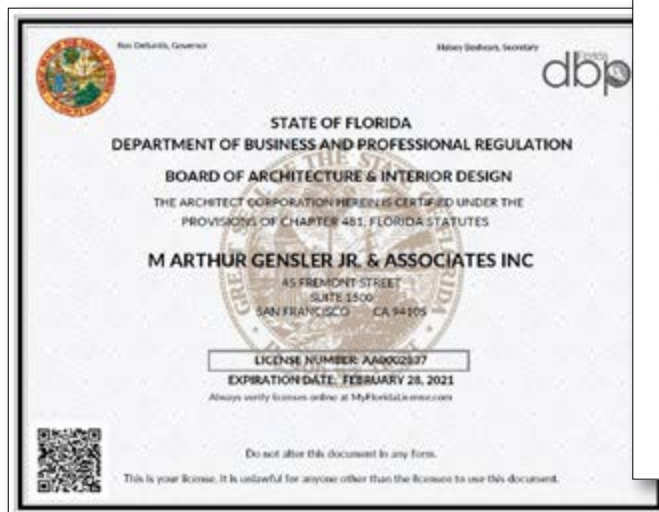 Ron DeSantis, Governor
Halsey Beshears, Secretary
Florida
dbp
STATE OF FLORIDA
DEPARTMENT OF BUSINESS AND PROFESSIONAL REGULATION
BOARD OF ARCHITECTURE & INTERIOR DESIGN
THE ARCHITECT CORPORATION HEREIN IS CERTIFIED UNDER THE
PROVISIONS OF CHAPTER 481, FLORIDA STATUTES
M ARTHUR GENSLER JR. & ASSOCIATES INC
45 FREMONT STREET
SUITE 1500
SAN FRANCISCO CA 94105
LICENSE NUMBER:
EXPIRATION DATE: FEBRUARY 28, 2021
Always verify licenses online at MyFloridaLicense.com
Do not alter this document in any form.
This is your license. It is unlawful for anyone other than the licensee to use this document.